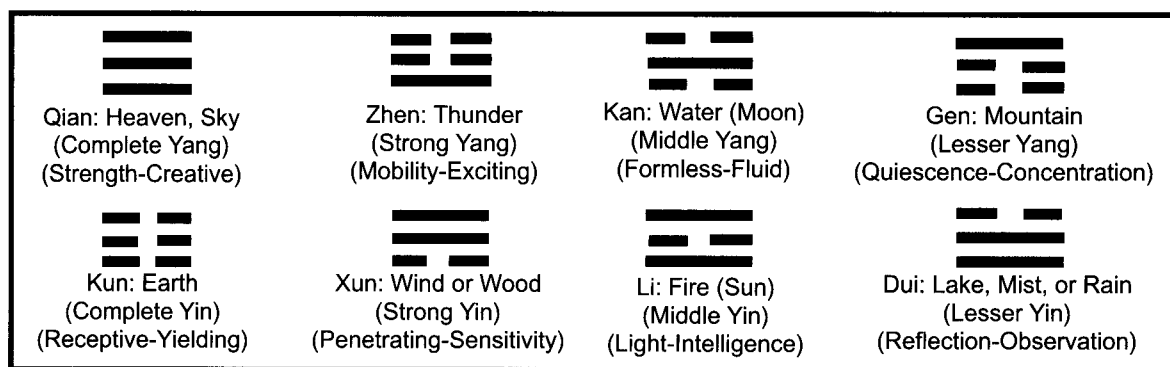 Qian: Heaven, Sky
(Complete Yang)
(Strength-Creative)
Zhen: Thunder
(Strong Yang)
(Mobility-Exciting)
Kan: Water (Moon)
(Middle Yang)
(Formless-Fluid)
Gen: Mountain
(Lesser Yang)
(Quiescence-Concentration)
Kun: Earth
(Complete Yin)
(Receptive-Yielding)
Xun: Wind or Wood
(Strong Yin)
(Penetrating-Sensitivity)
Li: Fire (Sun)
(Middle Yin)
(Light-Intelligence)
Dui: Lake, Mist, or Rain
(Lesser Yin)
(Reflection-Observation)